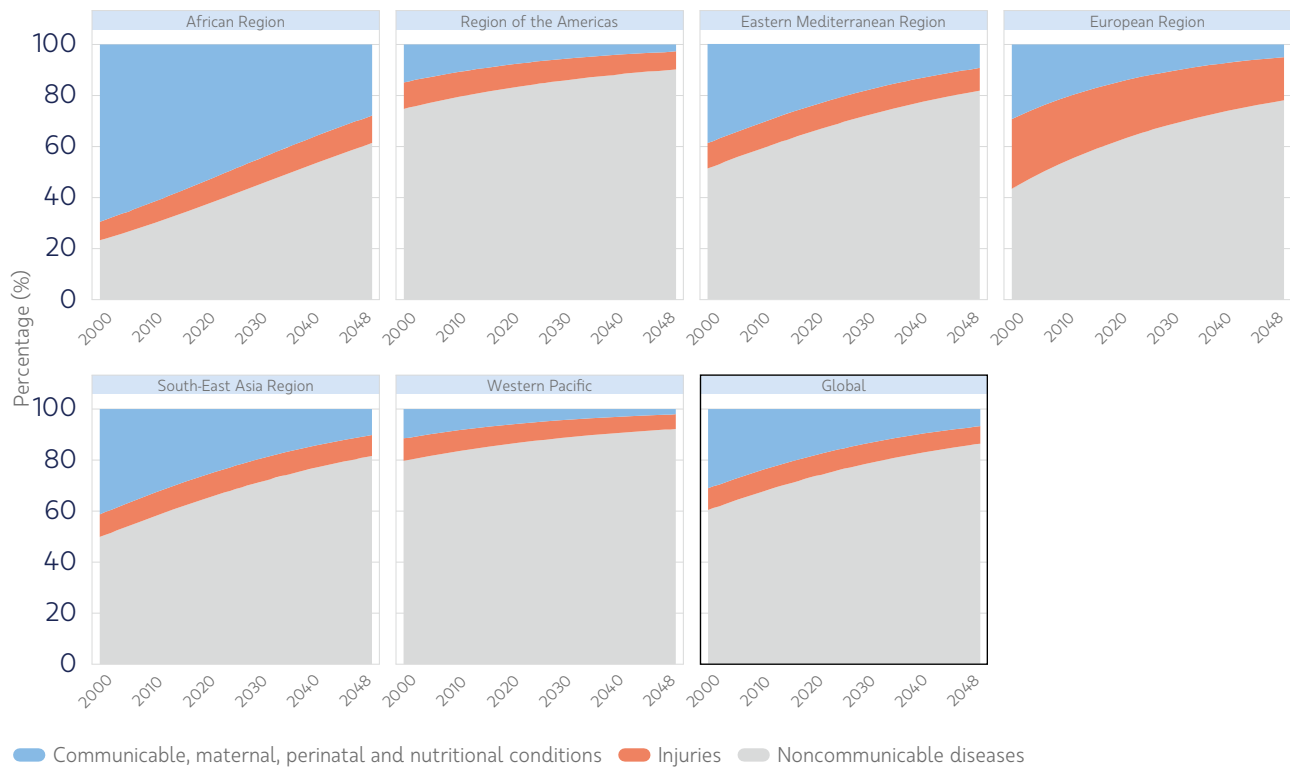 African Region
Region of the Americas
Eastern Mediterranean Region
European Region
Percentage (%)
100
80
60
40
20
0
2000 2010 2020 2030 2040 2048
2000 2010 2020 2030 2040 2048
2000 2010 2020 2030 2040 2048
2000 2010 2020 2030 2040 2048
South-East Asia Region
Western Pacific
Global
100
80
60
40
20
0
2000 2010 2020 2030 2040 2048
2000 2010 2020 2030 2040 2048
2000 2010 2020 2030 2040 2048
Communicable, maternal, perinatal and nutritional conditions
Injuries
Noncommunicable diseases